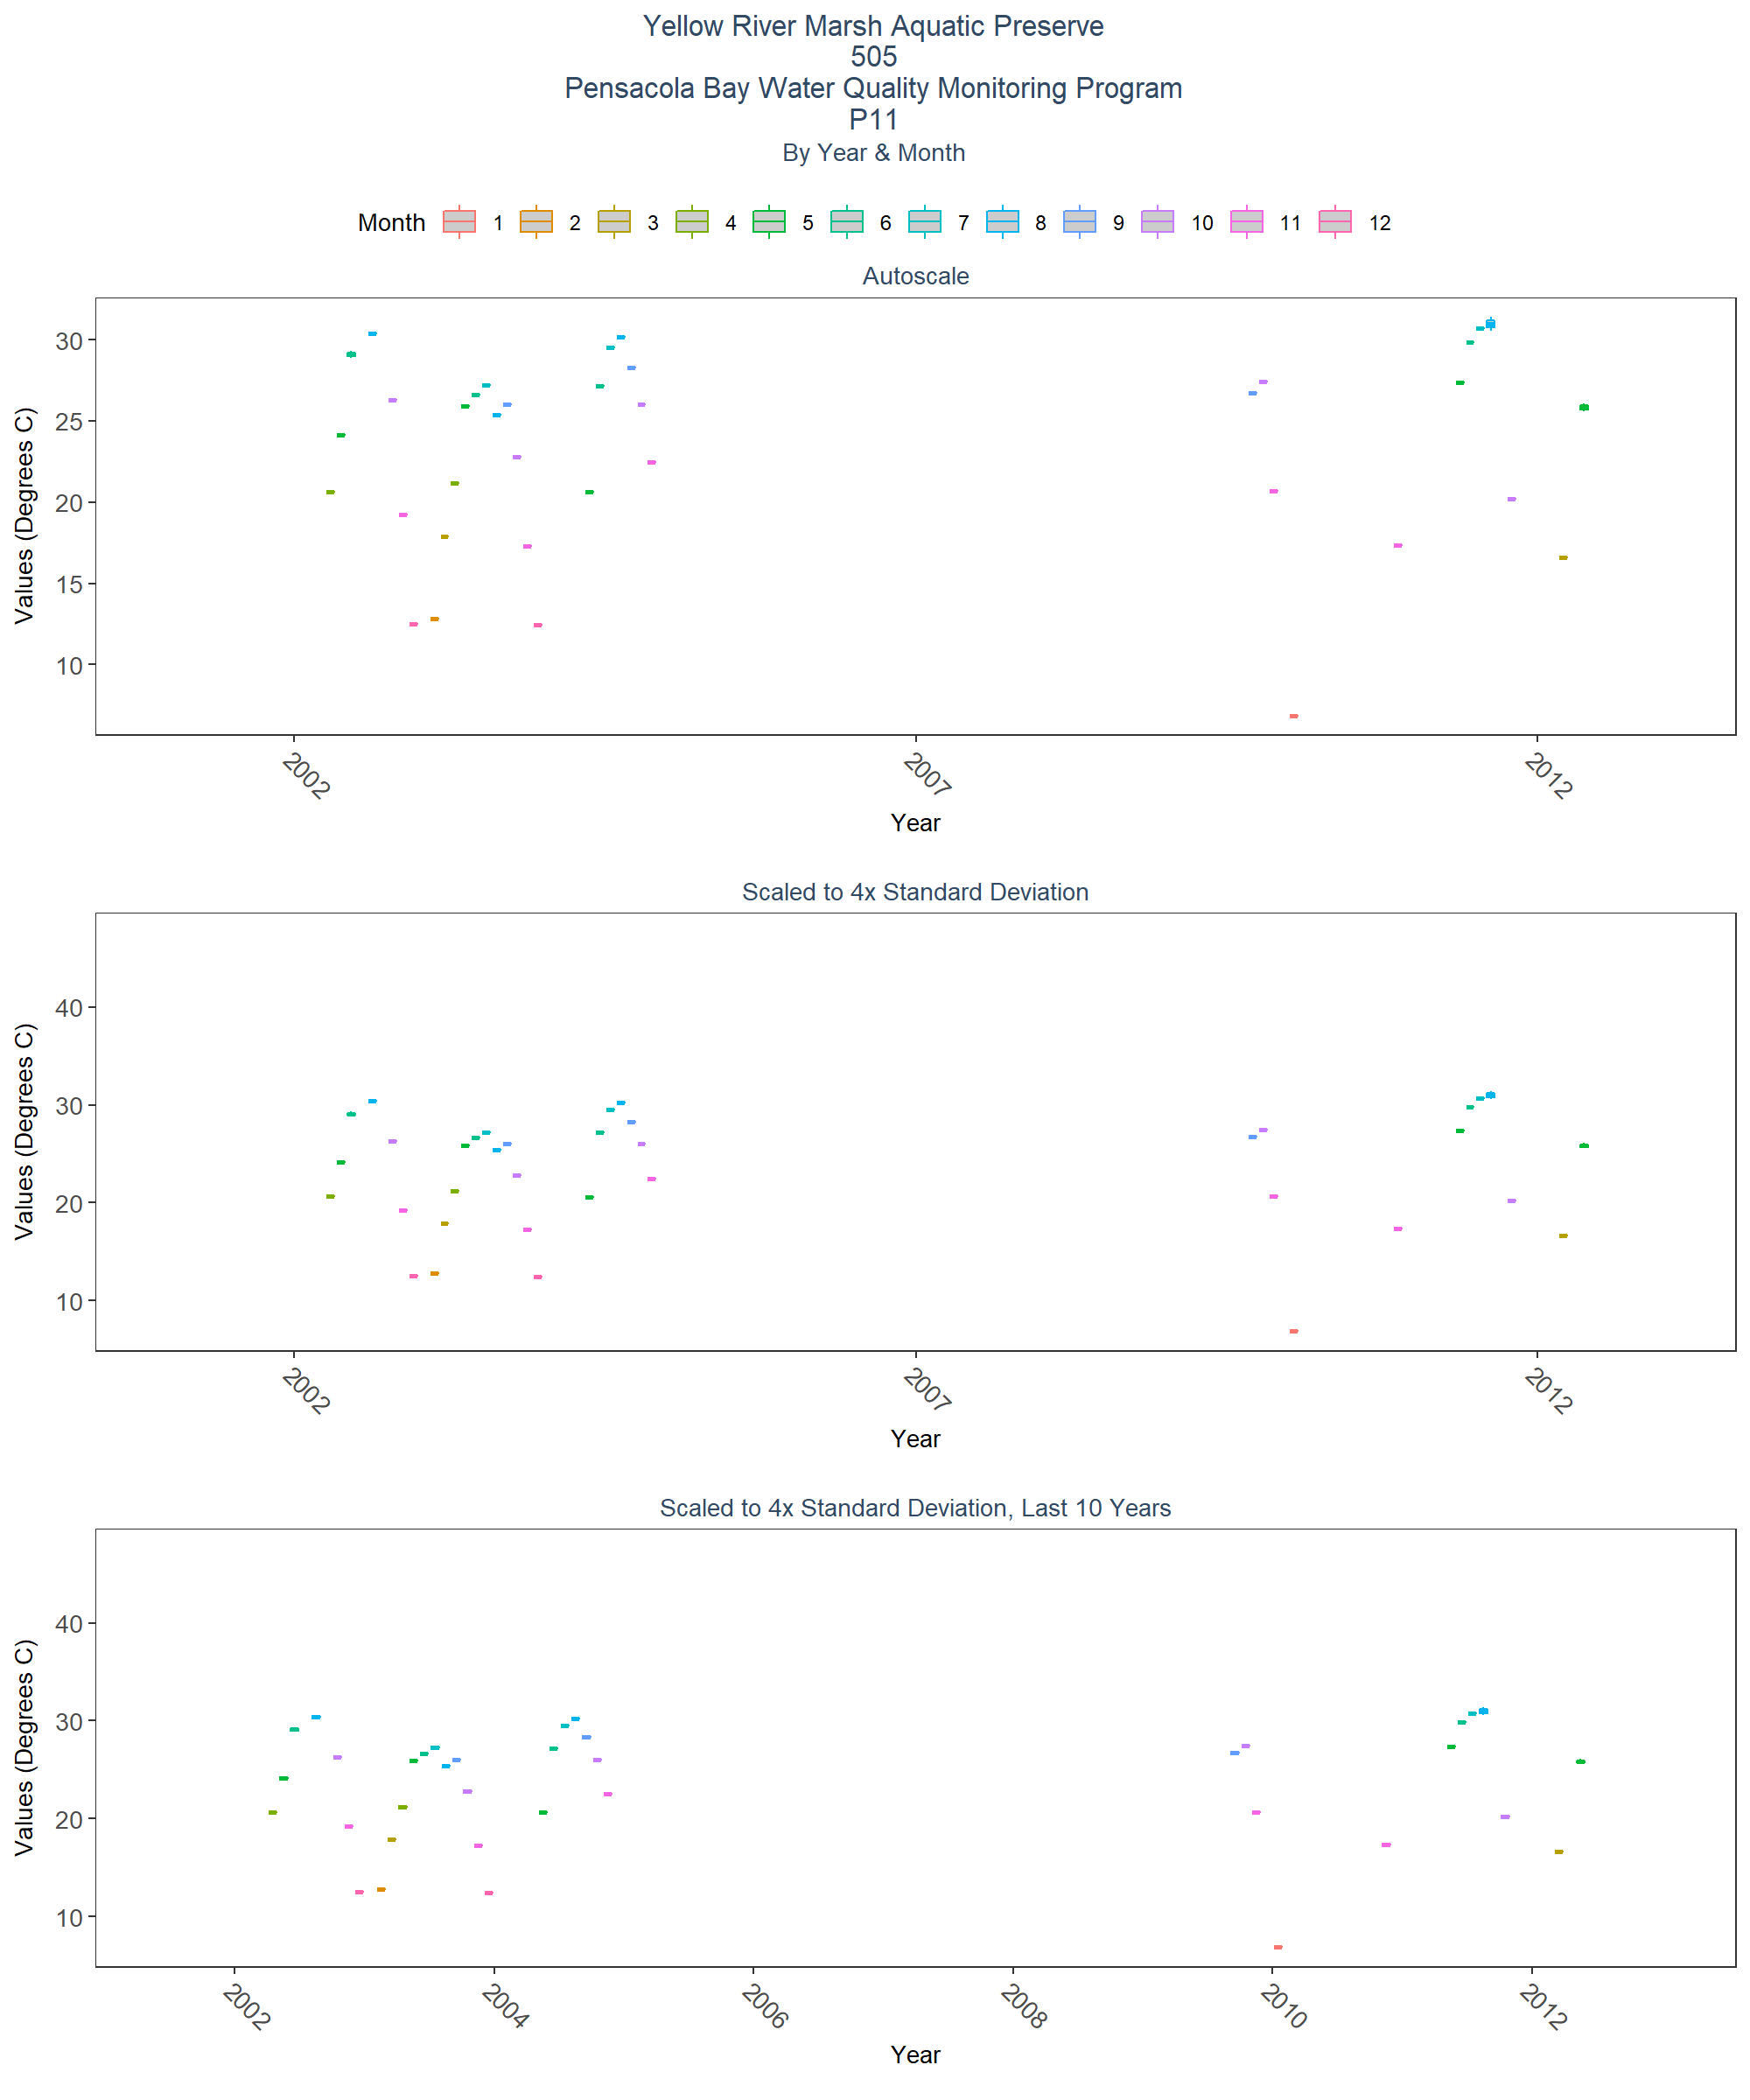 Yellow River Marsh Aquatic Preserve
505
Pensacola Bay Water Quality Monitoring Program
P11
By Year & Month
Month 1 2 3 4 5 6 7 8 9 10 11 12
Autoscale
Values (Degrees C)
30
25
20
15
10
2002 2007 2012
Year
Scaled to 4x Standard Deviation
Values (Degrees C)
40
30
20
10
2002 2007 2012
Year
Scaled to 4x Standard Deviation, Last 10 Years
Values (Degrees C)
40
30
20
10
2002 2004 2006 2008 2010 2012
Year